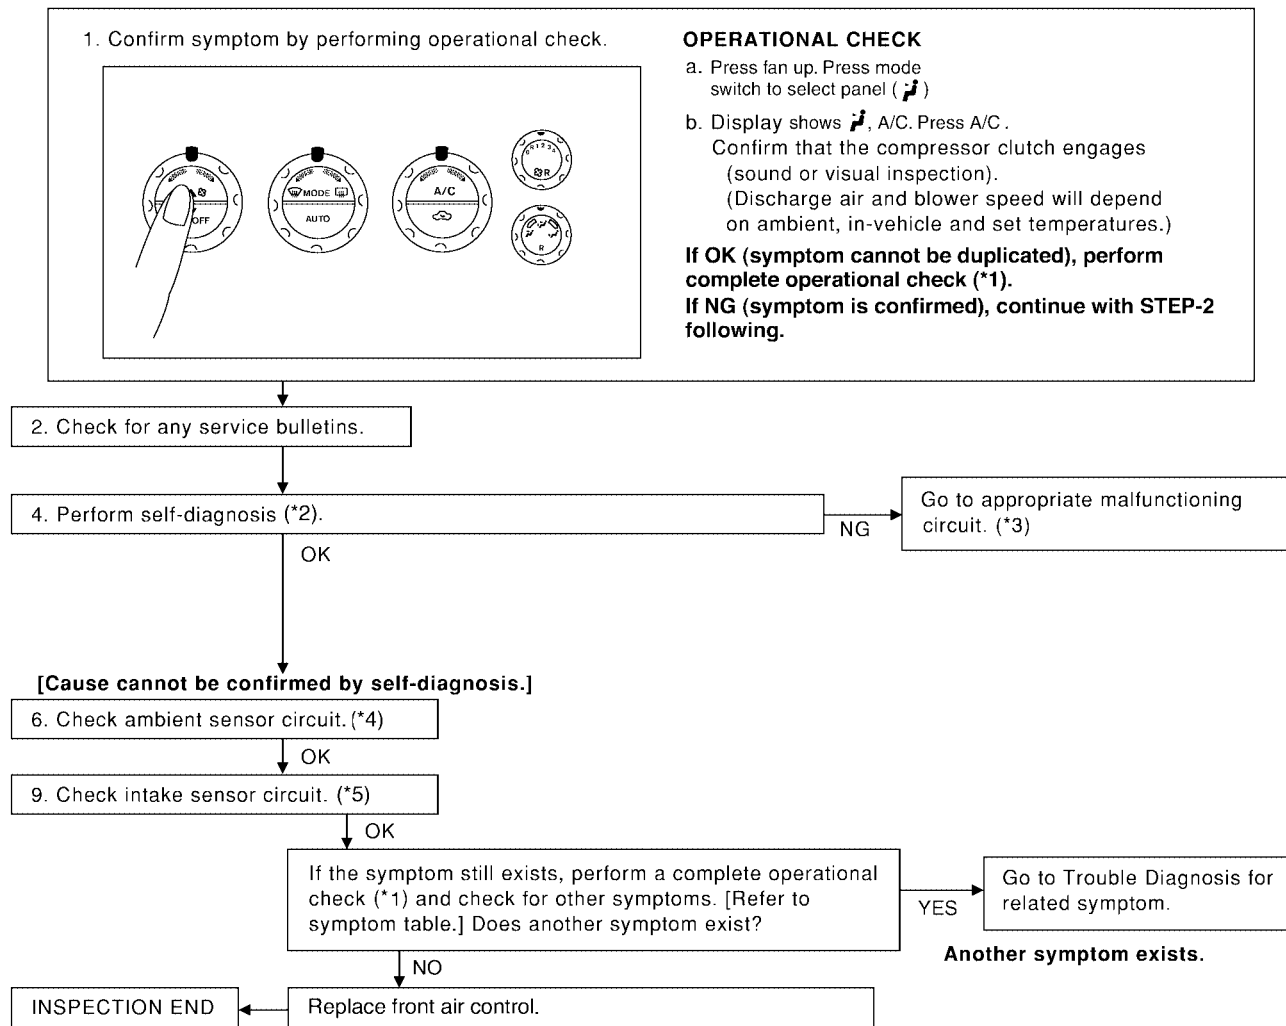 1. Confirm symptom by performing operational check.
OFF
MODE
AUTO
A/C
R
R
OPERATIONAL CHECK
a. Press fan up. Press mode
switch to select panel ( )
b. Display shows , A/C. Press A/C .
Confirm that the compressor clutch engages
(sound or visual inspection).
(Discharge air and blower speed will depend
on ambient, in-vehicle and set temperatures.)
If OK (symptom cannot be duplicated), perform
complete operational check (*1).
If NG (symptom is confirmed), continue with STEP-2
following.
2. Check for any service bulletins.
4. Perform self-diagnosis (*2).
NG
Go to appropriate malfunctioning
circuit. (*3)
OK
[Cause cannot be confirmed by self-diagnosis.]
6. Check ambient sensor circuit. (*4)
OK
9. Check intake sensor circuit. (*5)
OK
If the symptom still exists, perform a complete operational
check (*1) and check for other symptoms. [Refer to
symptom table.] Does another symptom exist?
YES
Go to Trouble Diagnosis for
related symptom.
Another symptom exists.
NO
INSPECTION END
Replace front air control.